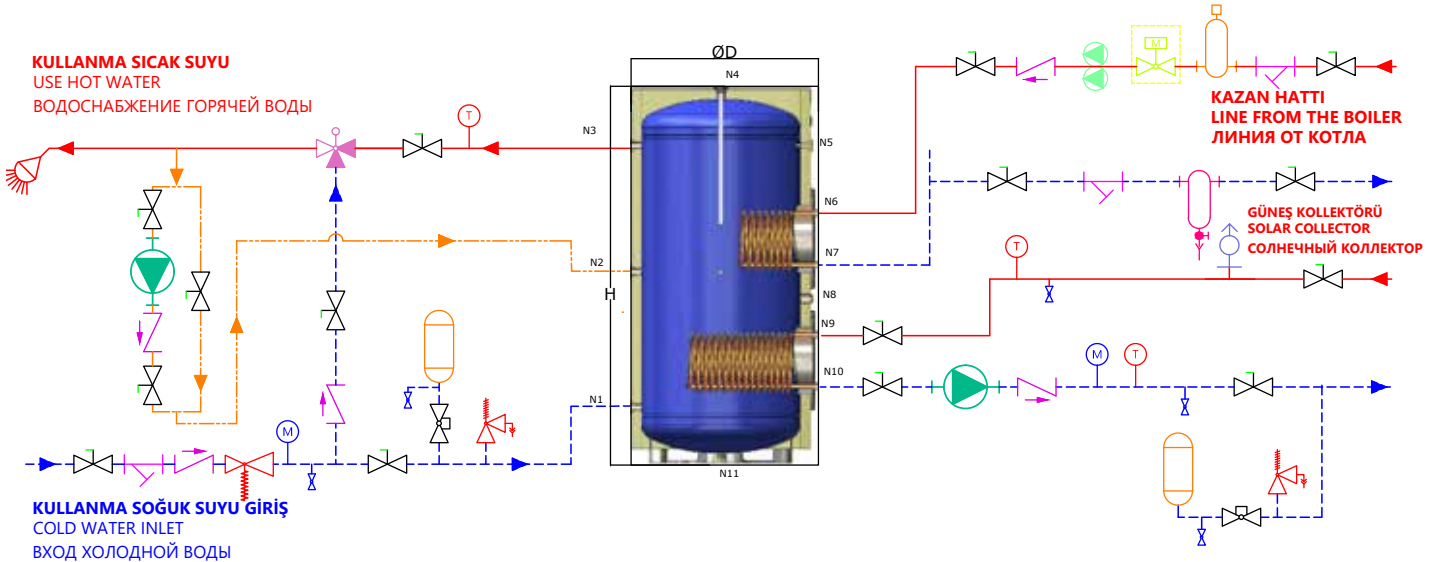 KULLANMA SICAK SUYU
USE HOT WATER
ВОДОСНАБЖЕНИЕ ГОРЯЧЕЙ ВОДЫ
ØD
N4
N3
T
N5
N6
N2
N7
H
N8
N9
N1
N10
N11
M
KAZAN HATTI
LINE FROM THE BOILER
ЛИНИЯ ОТ КОТЛА
GÜNEŞ KOLLEKTÖRÜ
SOLAR COLLECTOR
СОЛНЕЧНЫЙ КОЛЛЕКТОР
T
M
T
M
KULLANMA SOĞUK SUYU GİRİŞ
COLD WATER INLET
ВХОД ХОЛОДНОЙ ВОДЫ